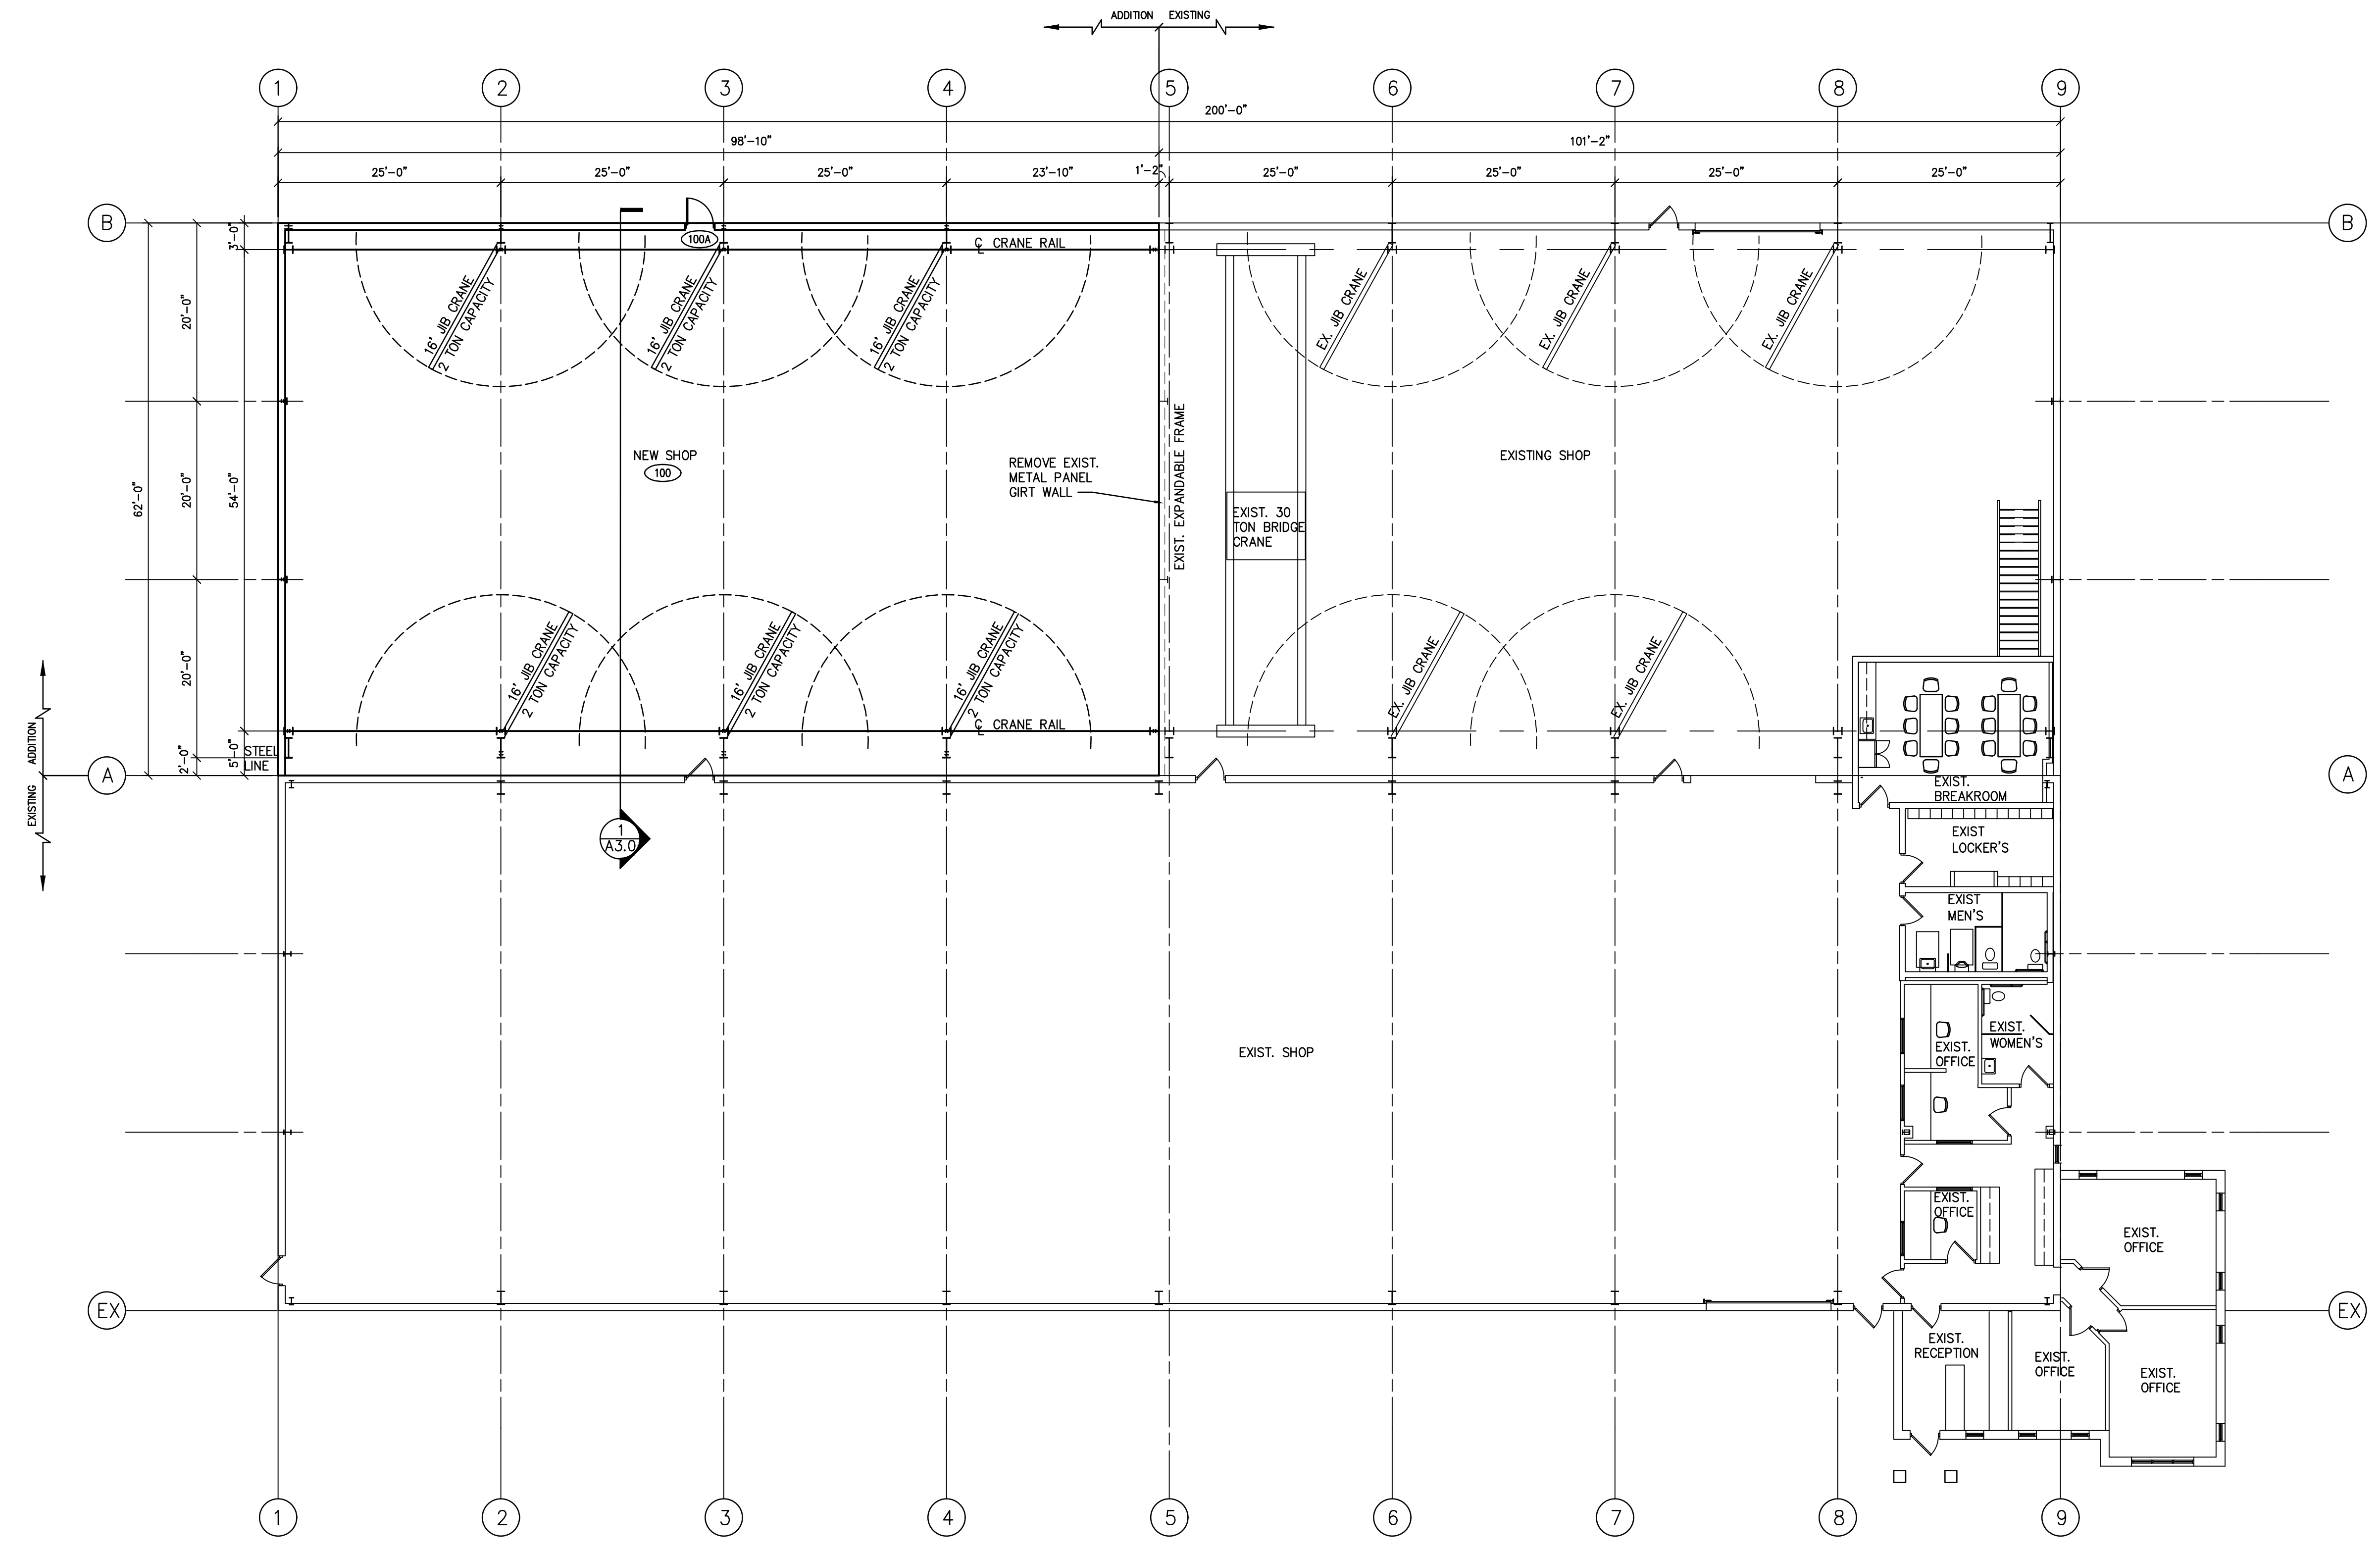 ADDITION EXISTING
1 2 3 4 5 6 7 8 9
200'-0"
98'-10" 101'-2"
25'-0" 25'-0" 25'-0" 23'-10" 1'-2" 25'-0" 25'-0" 25'-0" 25'-0"
B B
3'-0"
100A
℄ CRANE RAIL
16' JIB CRANE
2 TON CAPACITY
16' JIB CRANE
2 TON CAPACITY
16' JIB CRANE
2 TON CAPACITY
EX. JIB CRANE
EX. JIB CRANE
EX. JIB CRANE
20'-0"
20'-0"
20'-0"
62'-0"
54'-0"
2'-0"
5'-0"
NEW SHOP
100
REMOVE EXIST.
METAL PANEL
GIRT WALL
EXIST. EXPANDABLE FRAME
EXISTING SHOP
EXIST. 30
TON BRIDGE
CRANE
16' JIB CRANE
2 TON CAPACITY
16' JIB CRANE
2 TON CAPACITY
16' JIB CRANE
2 TON CAPACITY
EX. JIB CRANE
EX. JIB CRANE
℄ CRANE RAIL
STEEL
LINE
ADDITION
EXISTING
A A
1
A3.0
EXIST.
BREAKROOM
EXIST
LOCKER'S
EXIST
MEN'S
EXIST.
WOMEN'S
EXIST.
OFFICE
EXIST. SHOP
EXIST.
OFFICE
EXIST.
OFFICE
EX EX
EXIST.
RECEPTION
EXIST.
OFFICE
EXIST.
OFFICE
1 2 3 4 5 6 7 8 9